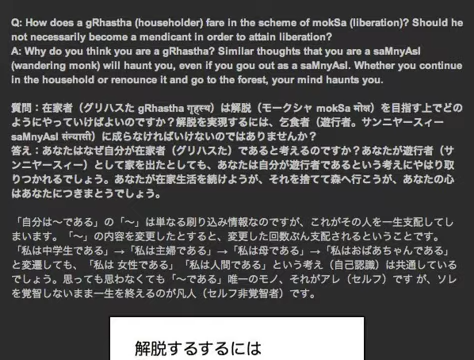 Q: How does a gRhastha (householder) fare in the scheme of mokSa (liberation)? Should he
not necessarily become a mendicant in order to attain liberation?
A: Why do you think you are a gRhastha? Similar thoughts that you are a saMnyAsI
(wandering monk) will haunt you, even if you gou out as a saMnyAsI. Whether you continue
in the household or renounce it and go to the forest, your mind haunts you.
質問：在家者（グリハスた gRhastha गृहस्थ）は解脱（モークシャ mokSa मोक्ष）を目指す上でどの
ようにやっていけばよいのですか？解脱を実現するには、乞食者（遊行者。サンニヤースィー
saMnyAsI संन्यासी）に成らなければいけないのではありませんか？
答え：あなたはなぜ自分が在家者（グリハスた）であると考えるのですか？あなたが遊行者（サ
ンニヤースィー）として家を出たとしても、あなたは自分が遊行者であるという考えにやはり取
りつかれるでしょう。あなたが在家生活を続けようが、それを捨てて森へ行こうが、あなたの心
はあなたにつきまとうでしょう。
「自分は〜である」の「〜」は単なる刷り込み情報なのですが、これがその人を一生支配してし
まいます。「〜」の内容を変更したとすると、変更した回数ぶん支配されるということです。
「私は中学生である」→「私は主婦である」→「私は母である」→「私はおばあちゃんである」
と変遷しても、「私は 女性である」「私は人間である」という考え（自己認識）は共通している
でしょう。思っても思わなくても「〜である」唯一のモノ、それがアレ（セルフ）です が、ソレ
を覚智しないまま一生を終えるのが凡人（セルフ非覚智者）です。
解脱するするには